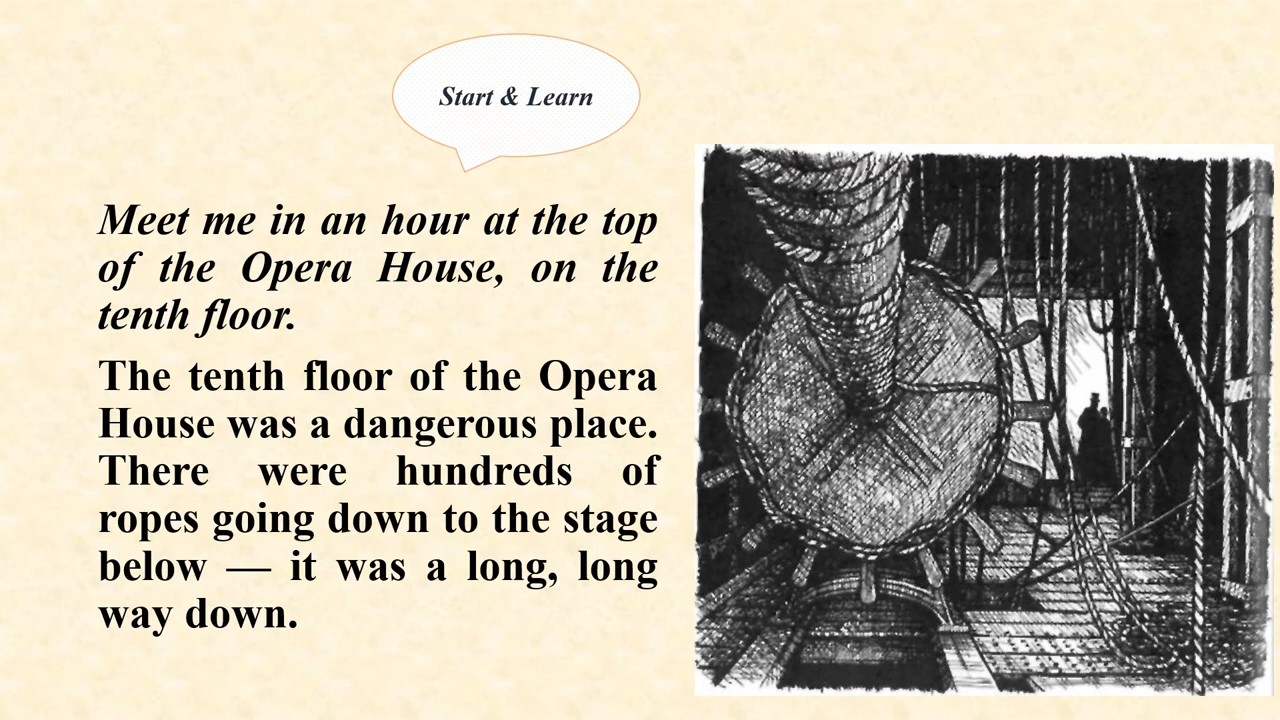 Start & Learn
Meet me in an hour at the top
of the Opera House, on the
tenth floor.
The tenth floor of the Opera
House was a dangerous place.
There were hundreds of
ropes going down to the stage
below — it was a long, long
way down.